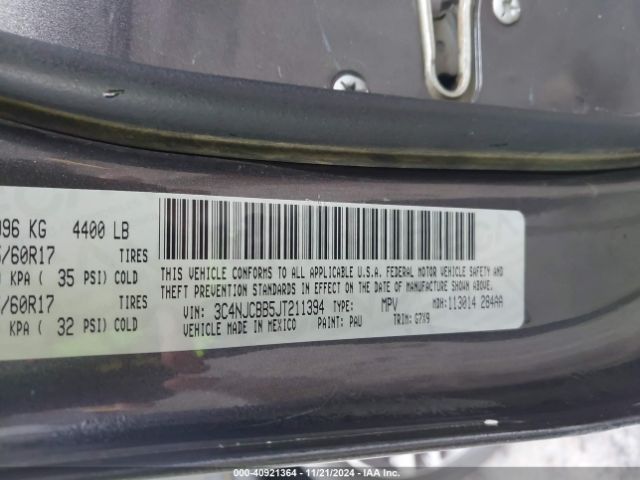 096 KG 4400 LB
/60R17 TIRES
KPA ( 35 PSI) COLD
/60R17 TIRES
KPA ( 32 PSI) COLD
THIS VEHICLE CONFORMS TO ALL APPLICABLE U.S.A. FEDERAL MOTOR VEHICLE SAFETY AND
THEFT PREVENTION STANDARDS IN EFFECT ON THE DATE OF MANUFACTURE SHOWN ABOVE.
VIN: 3C4NJCBB5JT211394 TYPE: MPV MDH: 113014 284AA
VEHICLE MADE IN MEXICO PAINT: PAU TRIM: G7X9
000-40921364 - 11/21/2024 - IAA Inc.